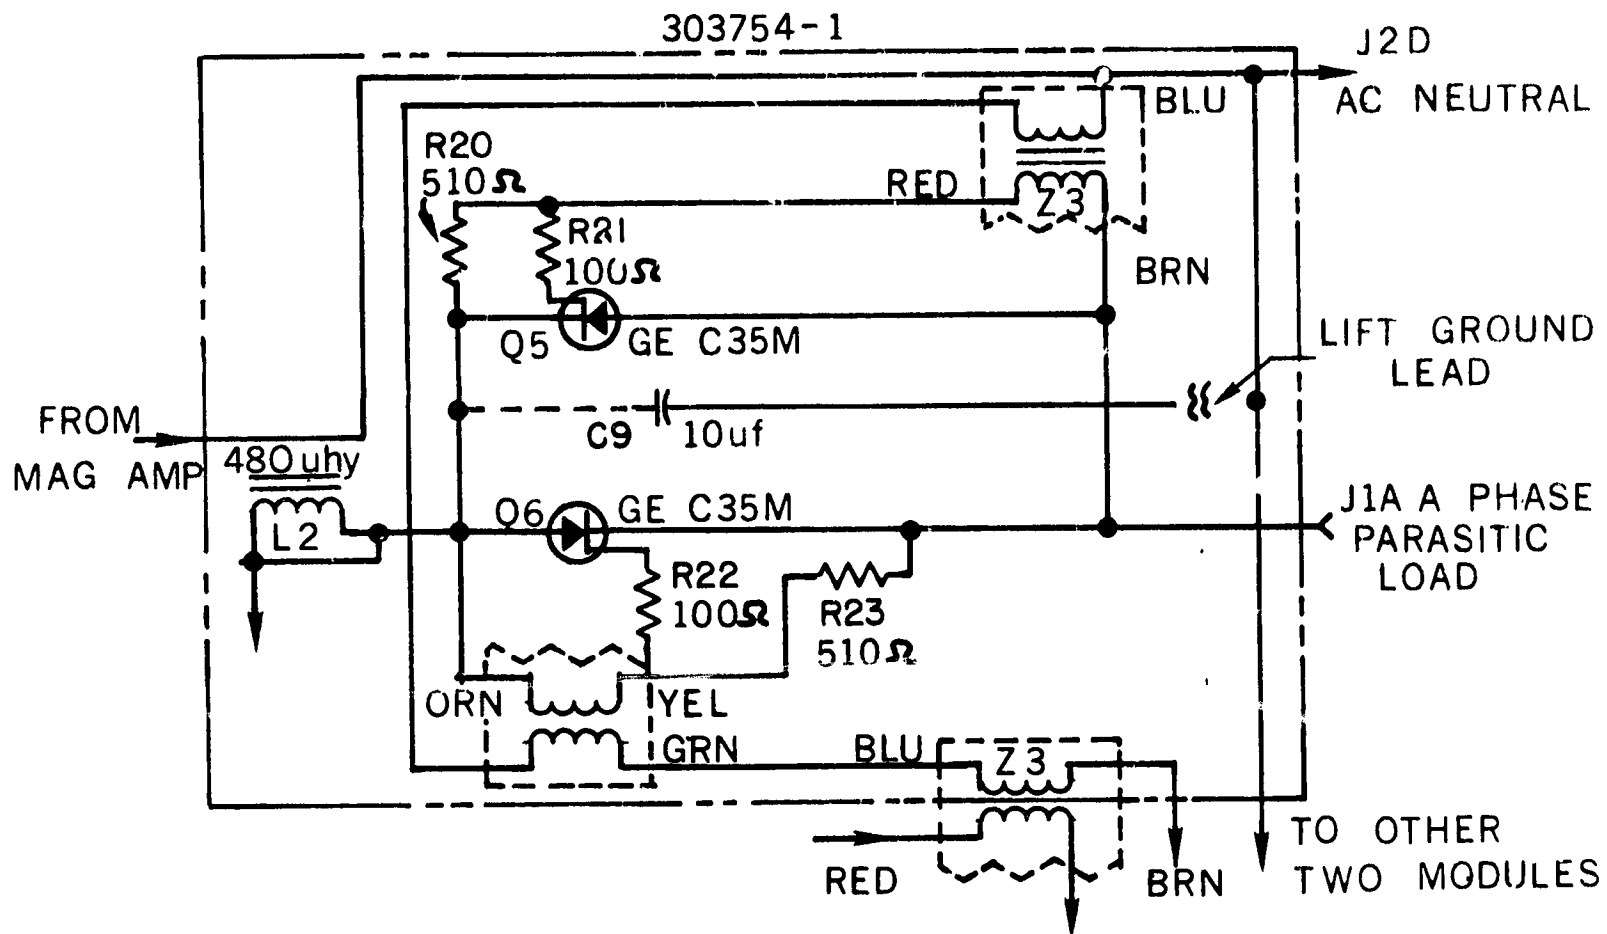 303754-1
J2D
AC NEUTRAL
BLU
R20
510Ω
RED
Z3
R21
100Ω
BRN
Q5
GE C35M
LIFT GROUND
LEAD
FROM
MAG AMP
C9
10uf
480uhy
L2
Q6
GE C35M
J1A A PHASE
PARASITIC
LOAD
R22
100Ω
R23
510Ω
ORN
YEL
GRN
BLU
Z3
RED
BRN
TO OTHER
TWO MODULES